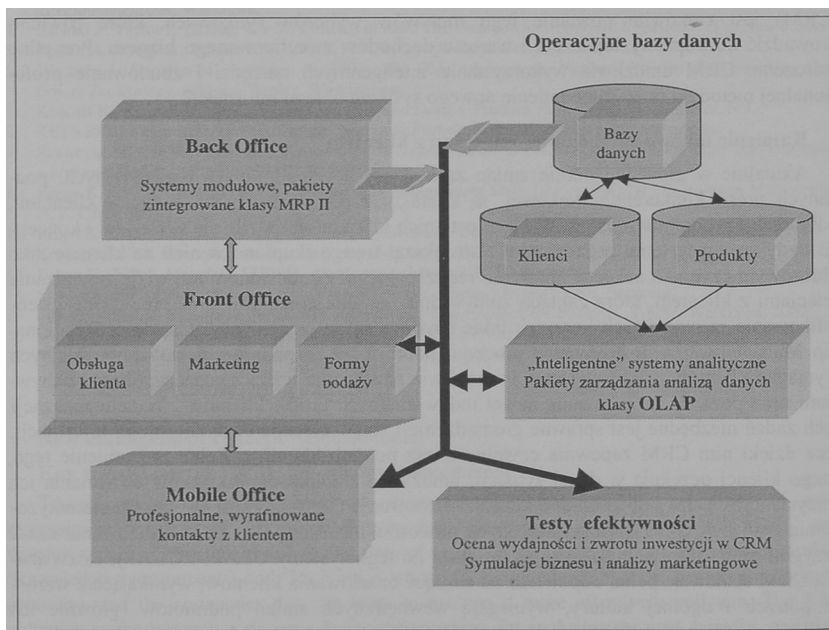 Operacyjne bazy danych
Bazy
danych
Back Office
Systemy modułowe, pakiety
zintegrowane klasy MRP II
Klienci
Produkty
Front Office
Obsługa
klienta
Marketing
Formy
podaży
„Inteligentne” systemy analityczne
Pakiety zarządzania analizą danych
klasy OLAP
Mobile Office
Profesjonalne, wyrafinowane
kontakty z klientem
Testy efektywności
Ocena wydajności i zwrotu inwestycji w CRM
Symulacje biznesu i analizy marketingowe